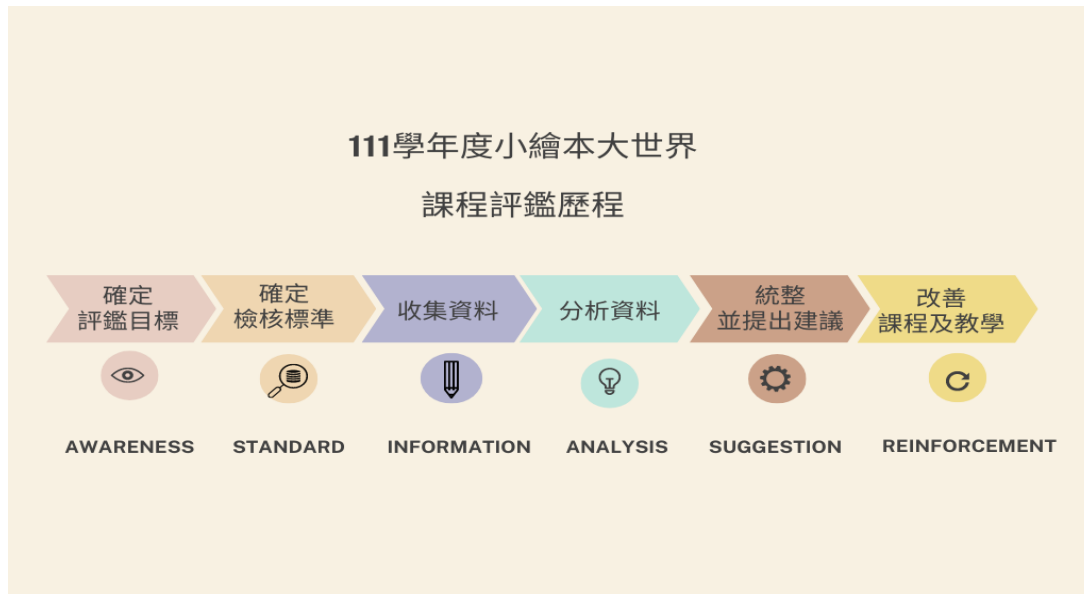 111學年度小繪本大世界
課程評鑑歷程
確定
評鑑目標
確定
檢核標準
收集資料
分析資料
統整
並提出建議
改善
課程及教學
AWARENESS
STANDARD
INFORMATION
ANALYSIS
SUGGESTION
REINFORCEMENT